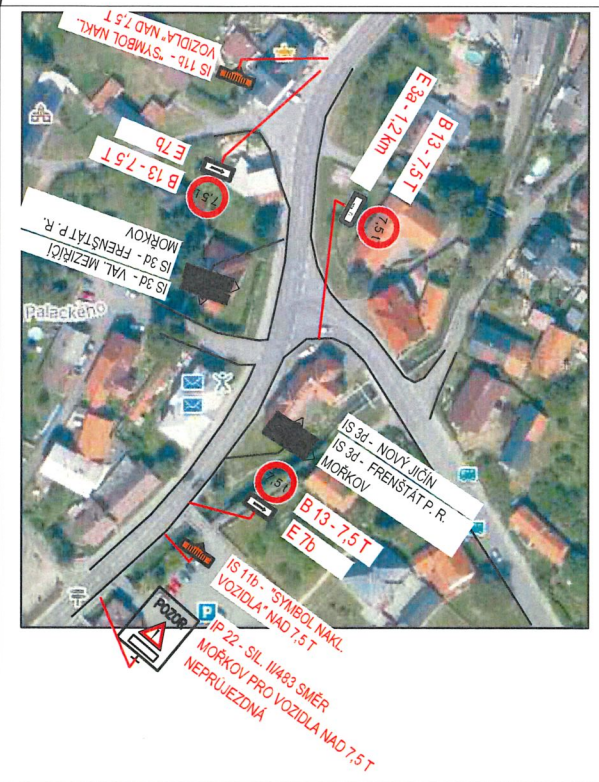 IS 11b - "SYMBOL NAKL.
VOZIDLA" NAD 7,5 T
E 7b
B 13 - 7,5 T
7,5 t
B 13 - 7,5 T
E 3a - 1,2 km
7,5 t
IS 3d - VAL. MEZIŘÍČÍ
IS 3d - FRENŠTÁT P. R.
MOŘKOV
Palackého
IS 3d - NOVÝ JIČÍN
IS 3d - FRENŠTÁT P. R.
MOŘKOV
7,5 t
B 13 - 7,5 T
E 7b
IS 11b - "SYMBOL NAKL.
VOZIDLA" NAD 7,5 T
P
POZOR
IP 22 - SIL. II/483 SMĚR
MOŘKOV PRO VOZIDLA NAD 7,5 T
NEPRŮJEZDNÁ